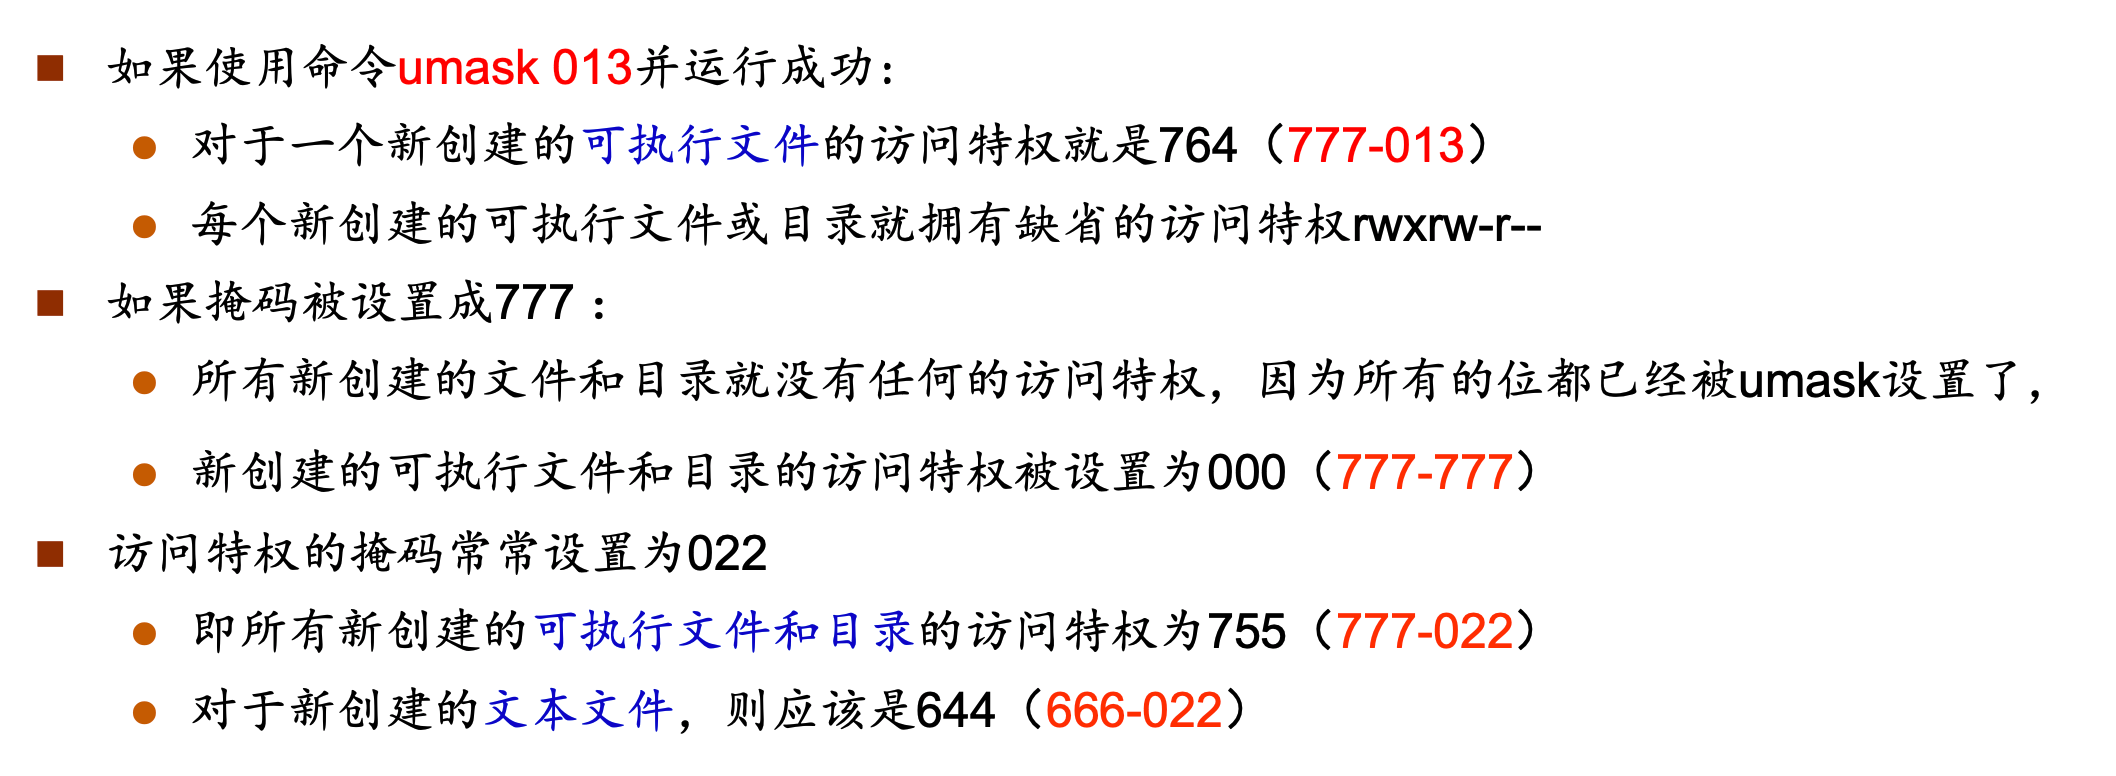 如果使用命令umask 013并运行成功：
对于一个新创建的可执行文件的访问特权就是764（777-013）
每个新创建的可执行文件或目录就拥有缺省的访问特权rwxrw-r--
如果掩码被设置成777：
所有新创建的文件和目录就没有任何的访问特权，因为所有的位都已经被umask设置了，
新创建的可执行文件和目录的访问特权被设置为000（777-777）
访问特权的掩码常常设置为022
即所有新创建的可执行文件和目录的访问特权为755（777-022）
对于新创建的文本文件，则应该是644（666-022）